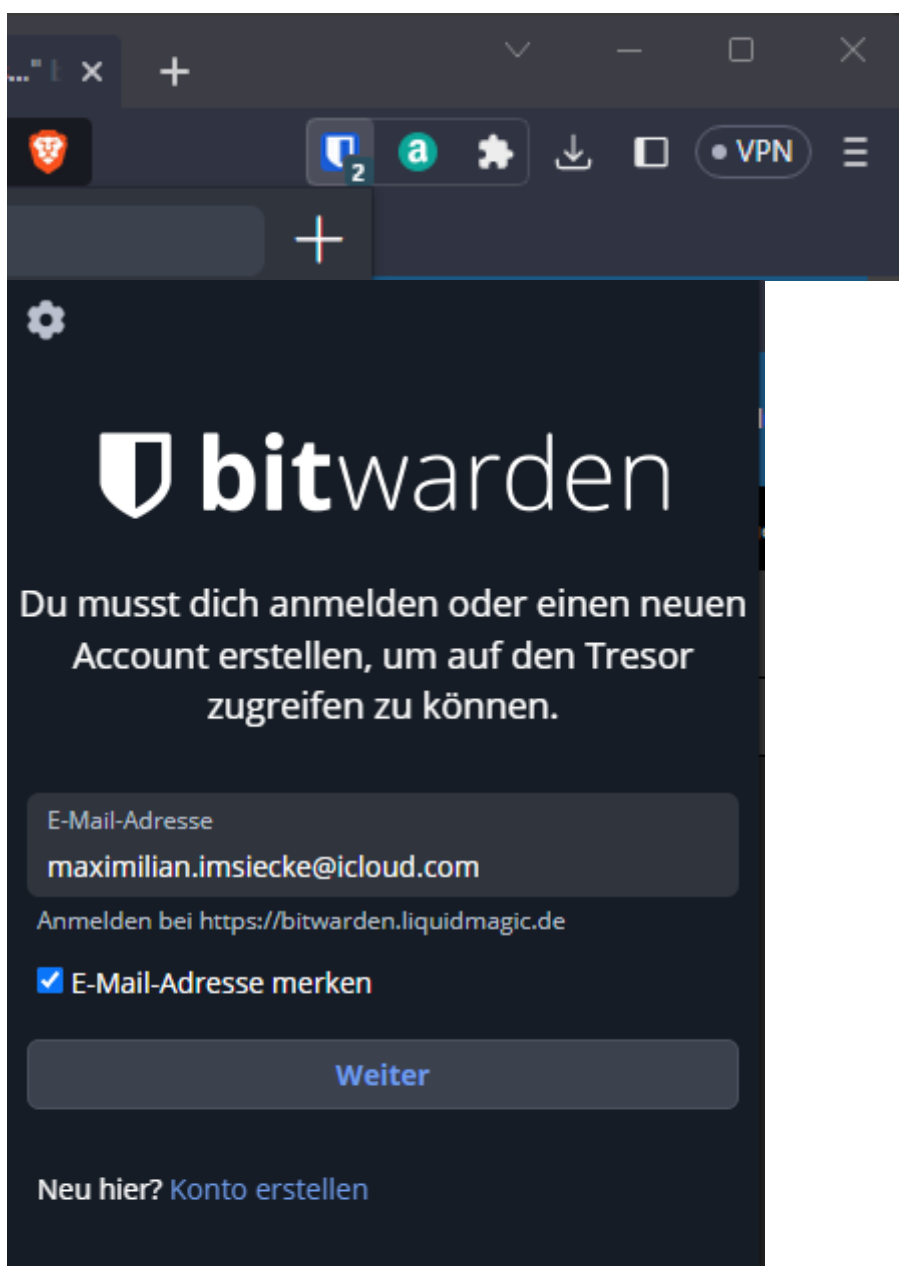 2
a
VPN
bitwarden
Du musst dich anmelden oder einen neuen
Account erstellen, um auf den Tresor
zugreifen zu können.
E-Mail-Adresse
maximilian.imsiecke@icloud.com
Anmelden bei https://bitwarden.liquidmagic.de
E-Mail-Adresse merken
Weiter
Neu hier? Konto erstellen